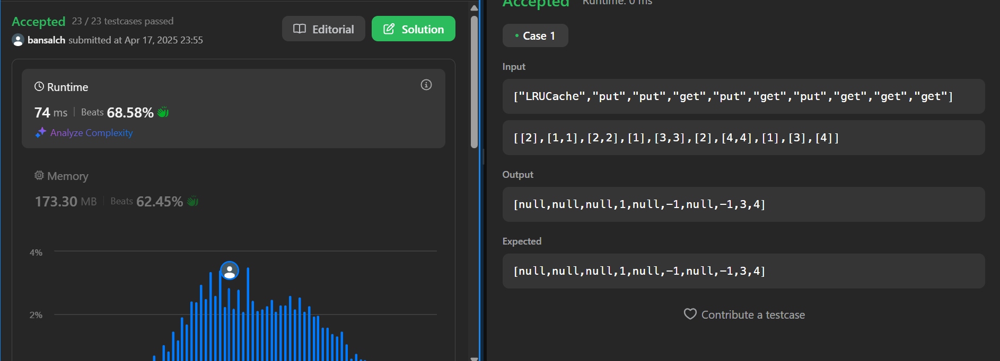 Accepted 23 / 23 testcases passed
bansalch submitted at Apr 17, 2025 23:55
Editorial
Solution
Runtime
74 ms Beats 68.58%
Analyze Complexity
Memory
173.30 MB Beats 62.45%
4%
2%
Accepted Runtime: 0 ms
Case 1
Input
["LRUCache","put","put","get","put","get","put","get","get","get"]
[[2],[1,1],[2,2],[1],[3,3],[2],[4,4],[1],[3],[4]]
Output
[null,null,null,1,null,-1,null,-1,3,4]
Expected
[null,null,null,1,null,-1,null,-1,3,4]
Contribute a testcase